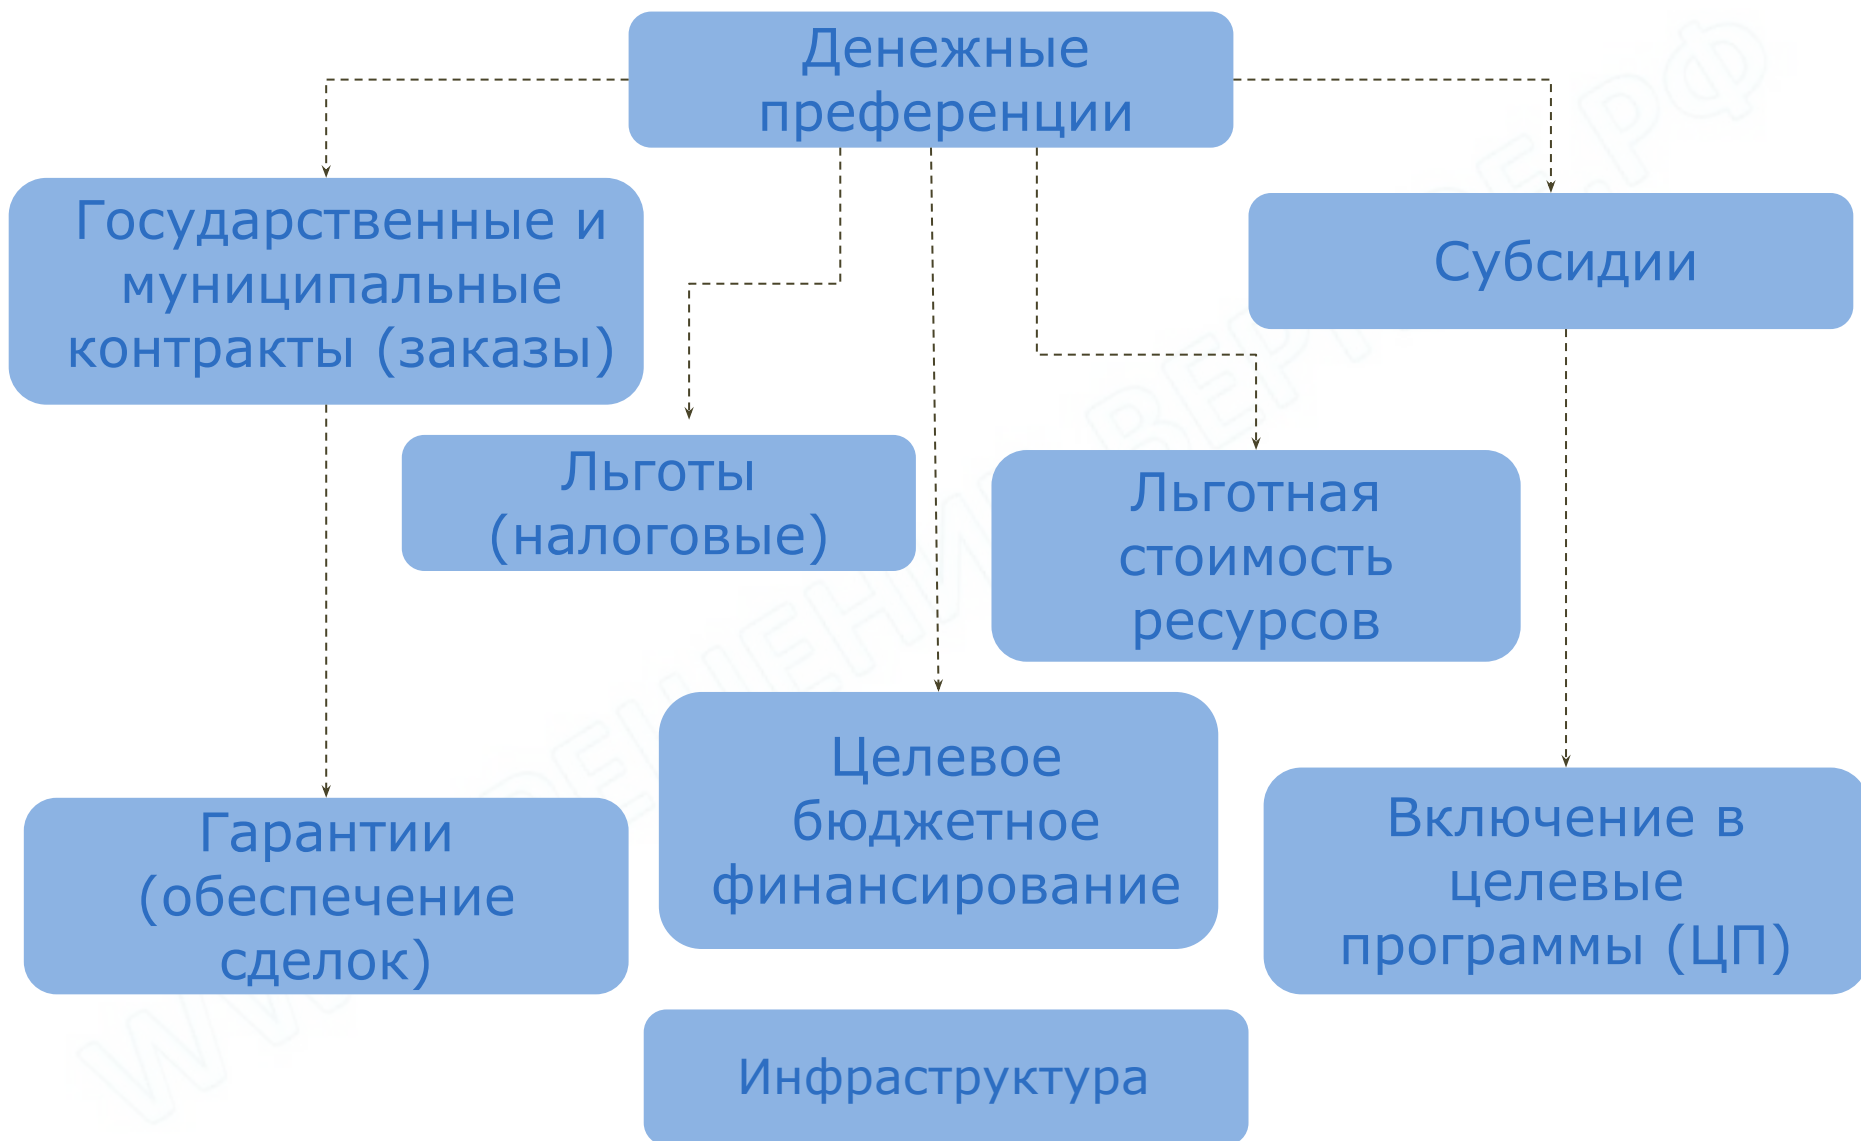 Денежные
преференции
Государственные и
муниципальные
контракты (заказы)
Субсидии
Льготы
(налоговые)
Льготная
стоимость
ресурсов
Целевое
бюджетное
финансирование
Гарантии
(обеспечение
сделок)
Включение в
целевые
программы (ЦП)
Инфраструктура